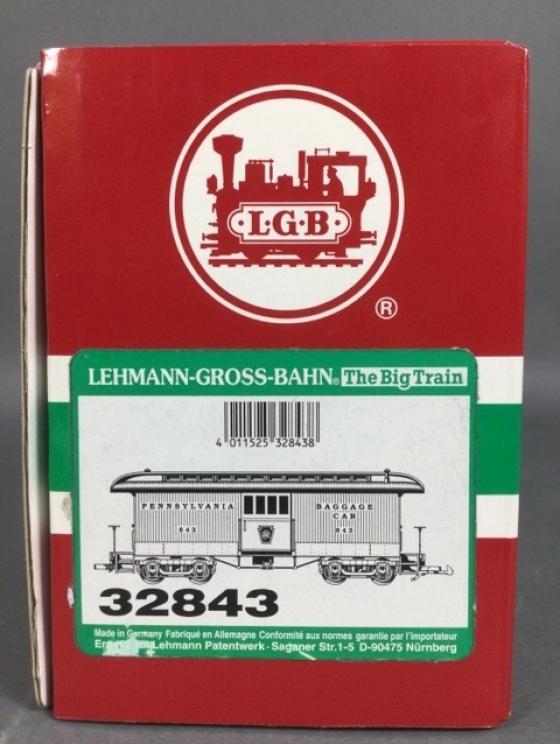 L·G·B
®
LEHMANN-GROSS-BAHN® The Big Train
4 011525 328438
PENNSYLVANIA BAGGAGE
CAR
843 843
32843
Made in Germany Fabriqué en Allemagne Conformité aux normes garantie par l'importateur
Lehmann Patentwerk · Saganer Str.1-5 D-90475 Nürnberg